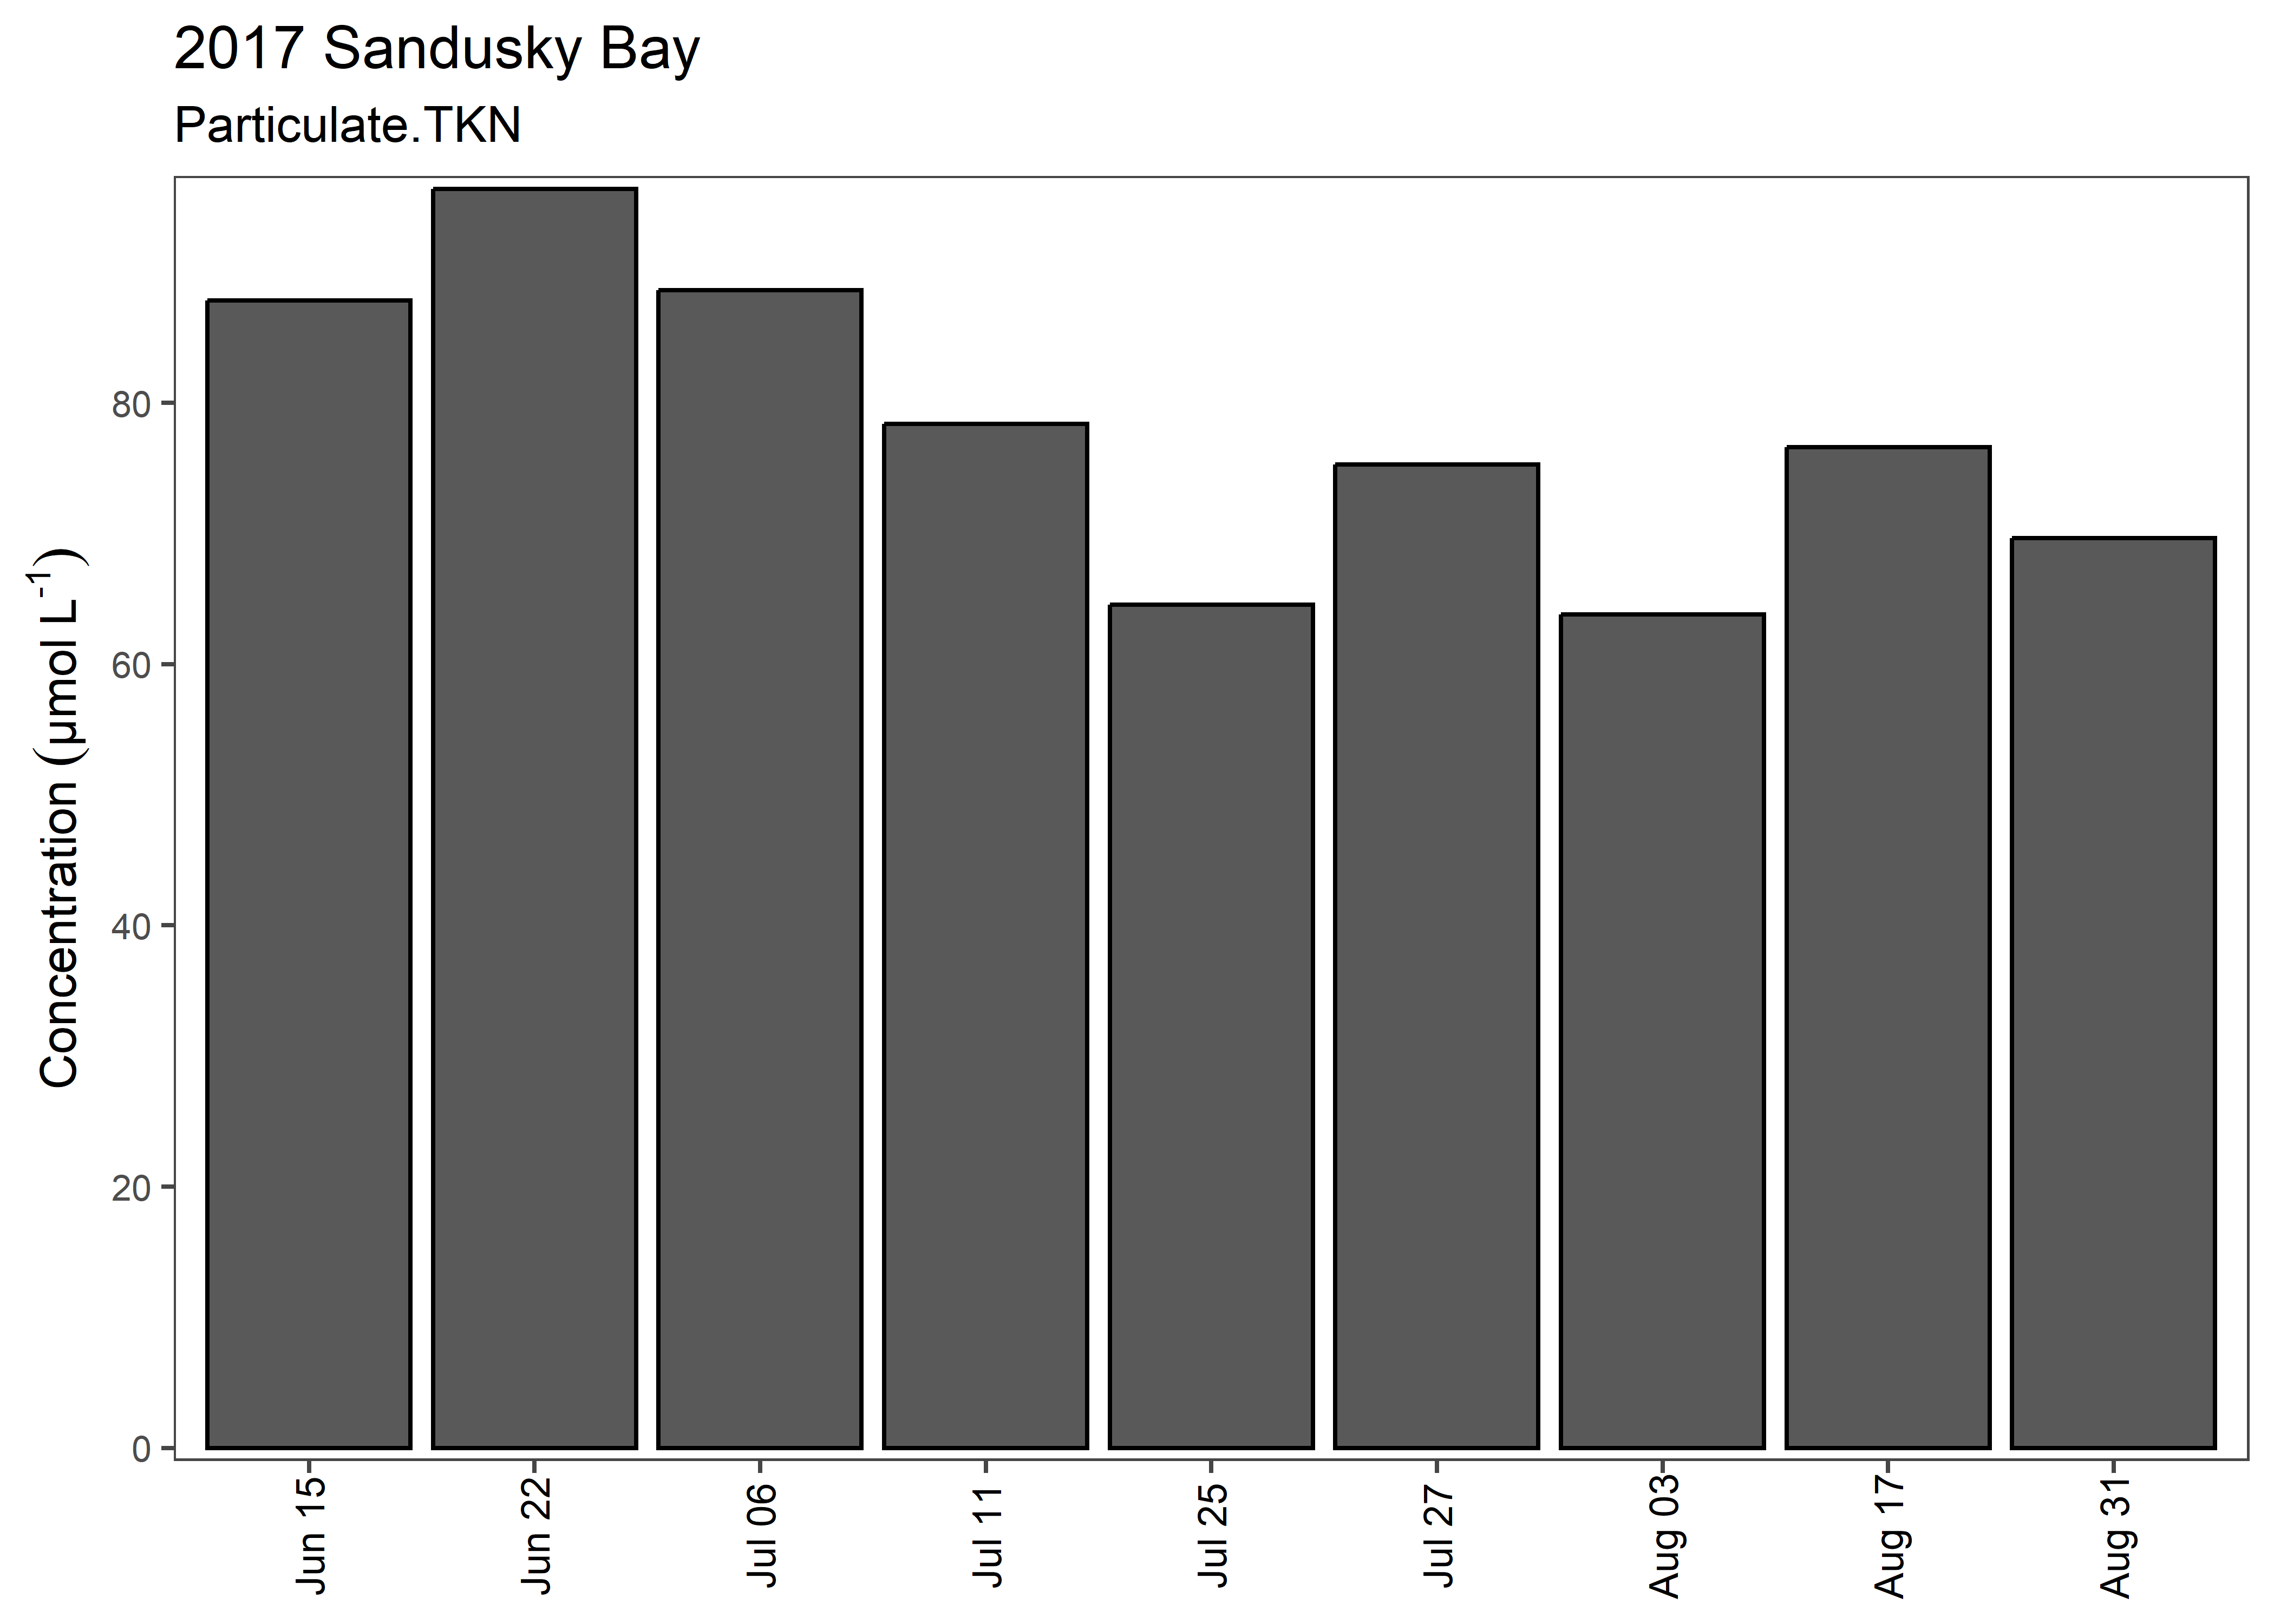 2017 Sandusky Bay
Particulate.TKN
Concentration (µmol L⁻¹)
80
60
40
20
0
Jun 15
Jun 22
Jul 06
Jul 11
Jul 25
Jul 27
Aug 03
Aug 17
Aug 31